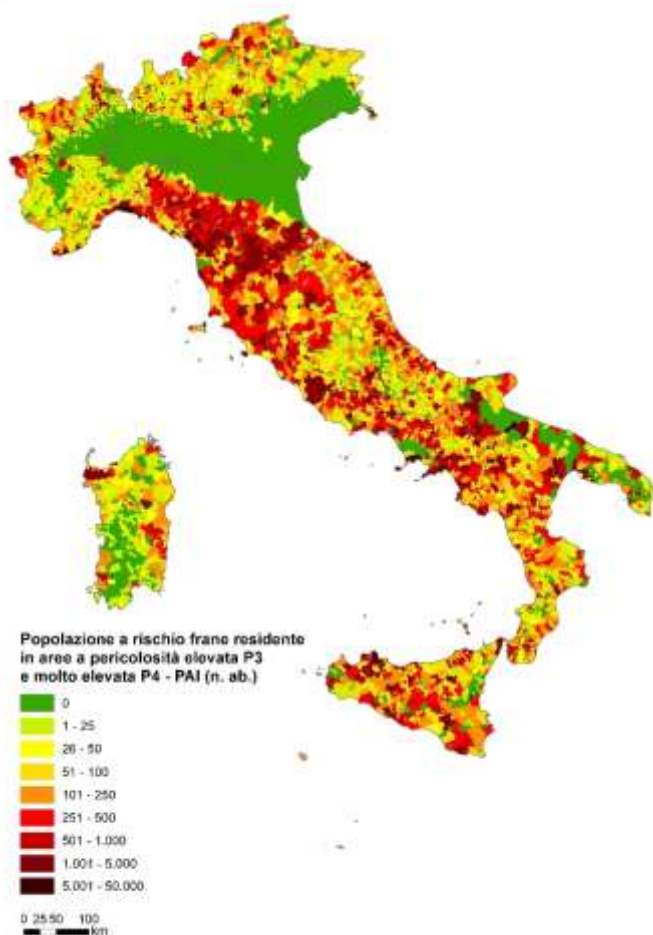 Popolazione a rischio frane residente
in aree a pericolosità elevata P3
e molto elevata P4 - PAI (n. ab.)
0
1 - 25
26 - 50
51 - 100
101 - 250
251 - 500
501 - 1.000
1.001 - 5.000
5.001 - 50.000
0 25 50 100
km